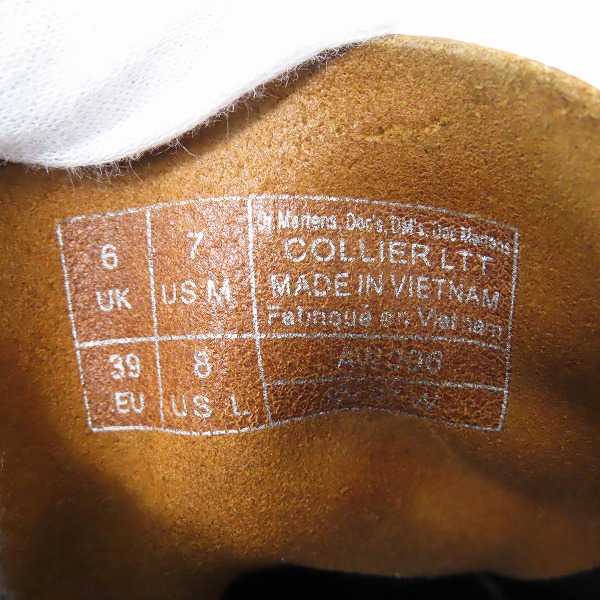 6
UK
7
US M
Dr. Martens, Doc's, DM's, Doc Martens
COLLIER LTT
MADE IN VIETNAM
Fabriqué en Vietnam
39
EU
8
US L